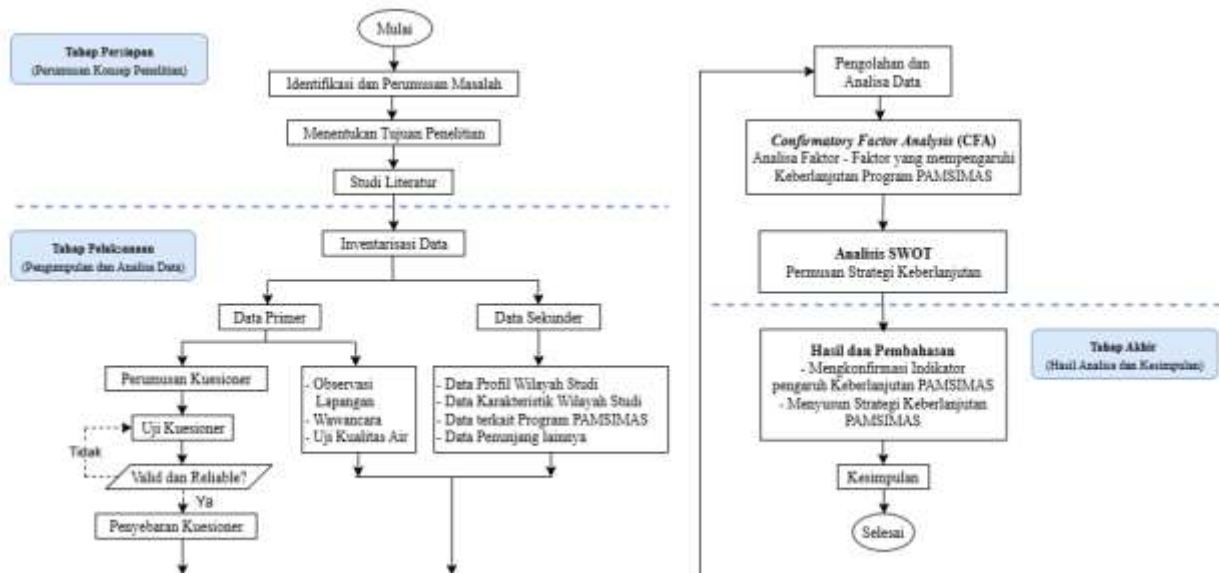 Mulai
Tahap Persiapan
(Perumusan Konsep Penelitian)
Identifikasi dan Perumusan Masalah
Menentukan Tujuan Penelitian
Studi Literatur
Tahap Pelaksanaan
(Pengumpulan dan Analisa Data)
Inventarisasi Data
Data Primer
Data Sekunder
Perumusan Kuesioner
Uji Kuesioner
Tidak
Valid dan Reliable?
Ya
Penyebaran Kuesioner
- Observasi
Lapangan
- Wawancara
- Uji Kualitas Air
- Data Profil Wilayah Studi
- Data Karakteristik Wilayah Studi
- Data terkait Program PAMSIMAS
- Data Penunjang lainnya
Pengolahan dan
Analisa Data
Confirmatory Factor Analysis (CFA)
Analisa Faktor - Faktor yang mempengaruhi
Keberlanjutan Program PAMSIMAS
Analisis SWOT
Permusan Strategi Keberlanjutan
Hasil dan Pembahasan
- Mengkonfirmasi Indikator
pengaruh Keberlanjutan PAMSIMAS
- Menyusun Strategi Keberlanjutan
PAMSIMAS
Tahap Akhir
(Hasil Analisa dan Kesimpulan)
Kesimpulan
Selesai